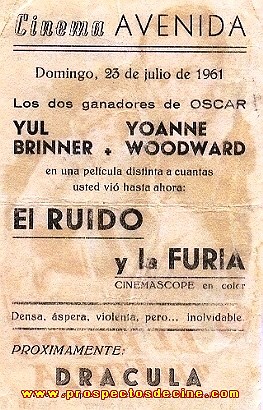 Cinema AVENIDA
Domingo, 23 de julio de 1961
Los dos ganadores de OSCAR
YUL YOANNE
BRINNER + WOODWARD
en una película distinta a cuantas
usted vió hasta ahora:
El RUIDO
y la FURIA
CINEMASCOPE en color
Densa, áspera, violenta, pero... inolvidable.
PROXIMAMENTE:
DRACULA
www.prospectosdecine.com